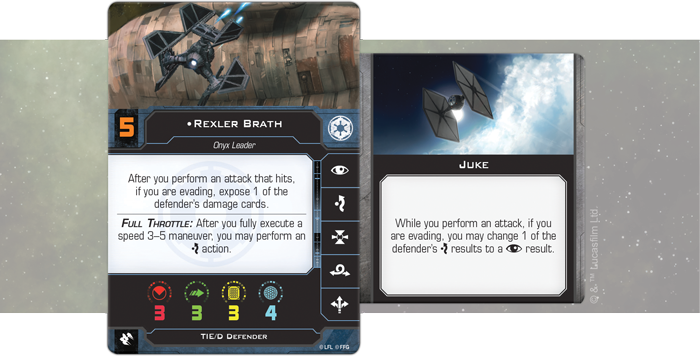 5
•Rexler Brath
Onyx Leader
After you perform an attack that hits,
if you are evading, expose 1 of the
defender's damage cards.
Full Throttle: After you fully execute a
speed 3–5 maneuver, you may perform an
action.
3 3 3 4
TIE/D Defender
© LFL © FFG
Juke
While you perform an attack, if you
are evading, you may change 1 of the
defender's results to a result.
© & ™ Lucasfilm Ltd.